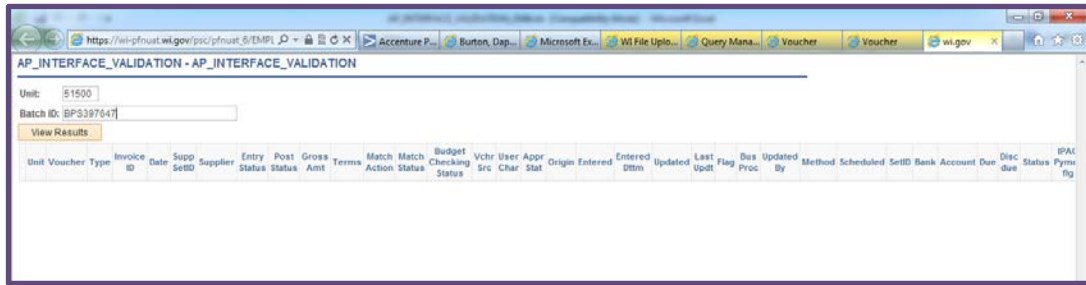 https://wi-pfnuat.wi.gov/psc/pfnuat_6/EMPL
Accenture P...
Burton, Dap...
Microsoft Ex...
WI File Uplo...
Query Mana...
Voucher
Voucher
wi.gov
AP_INTERFACE_VALIDATION - AP_INTERFACE_VALIDATION
Unit: 51500
Batch ID: BPS397647
View Results
Unit Voucher Type Invoice ID Date Supp SetID Supplier Entry Status Post Status Gross Amt Terms Match Action Match Status Budget Checking Status Vchr Src User Char Appr Stat Origin Entered Entered Dttm Updated Last Updt Flag Bus Proc Updated By Method Scheduled SetID Bank Account Due Disc due Status IPAC Pymnt flg